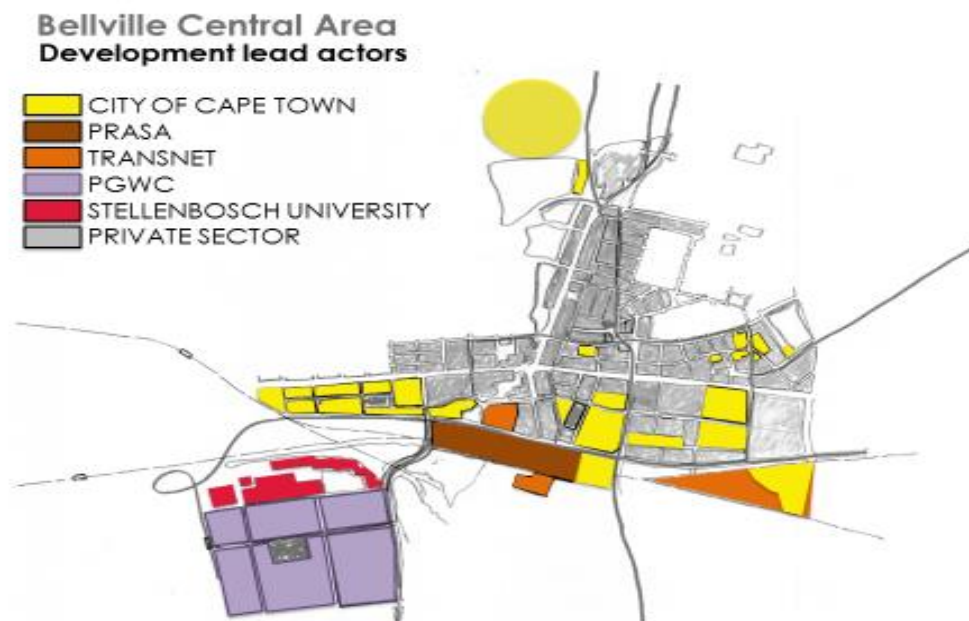 Bellville Central Area
Development lead actors
CITY OF CAPE TOWN
PRASA
TRANSNET
PGWC
STELLENBOSCH UNIVERSITY
PRIVATE SECTOR